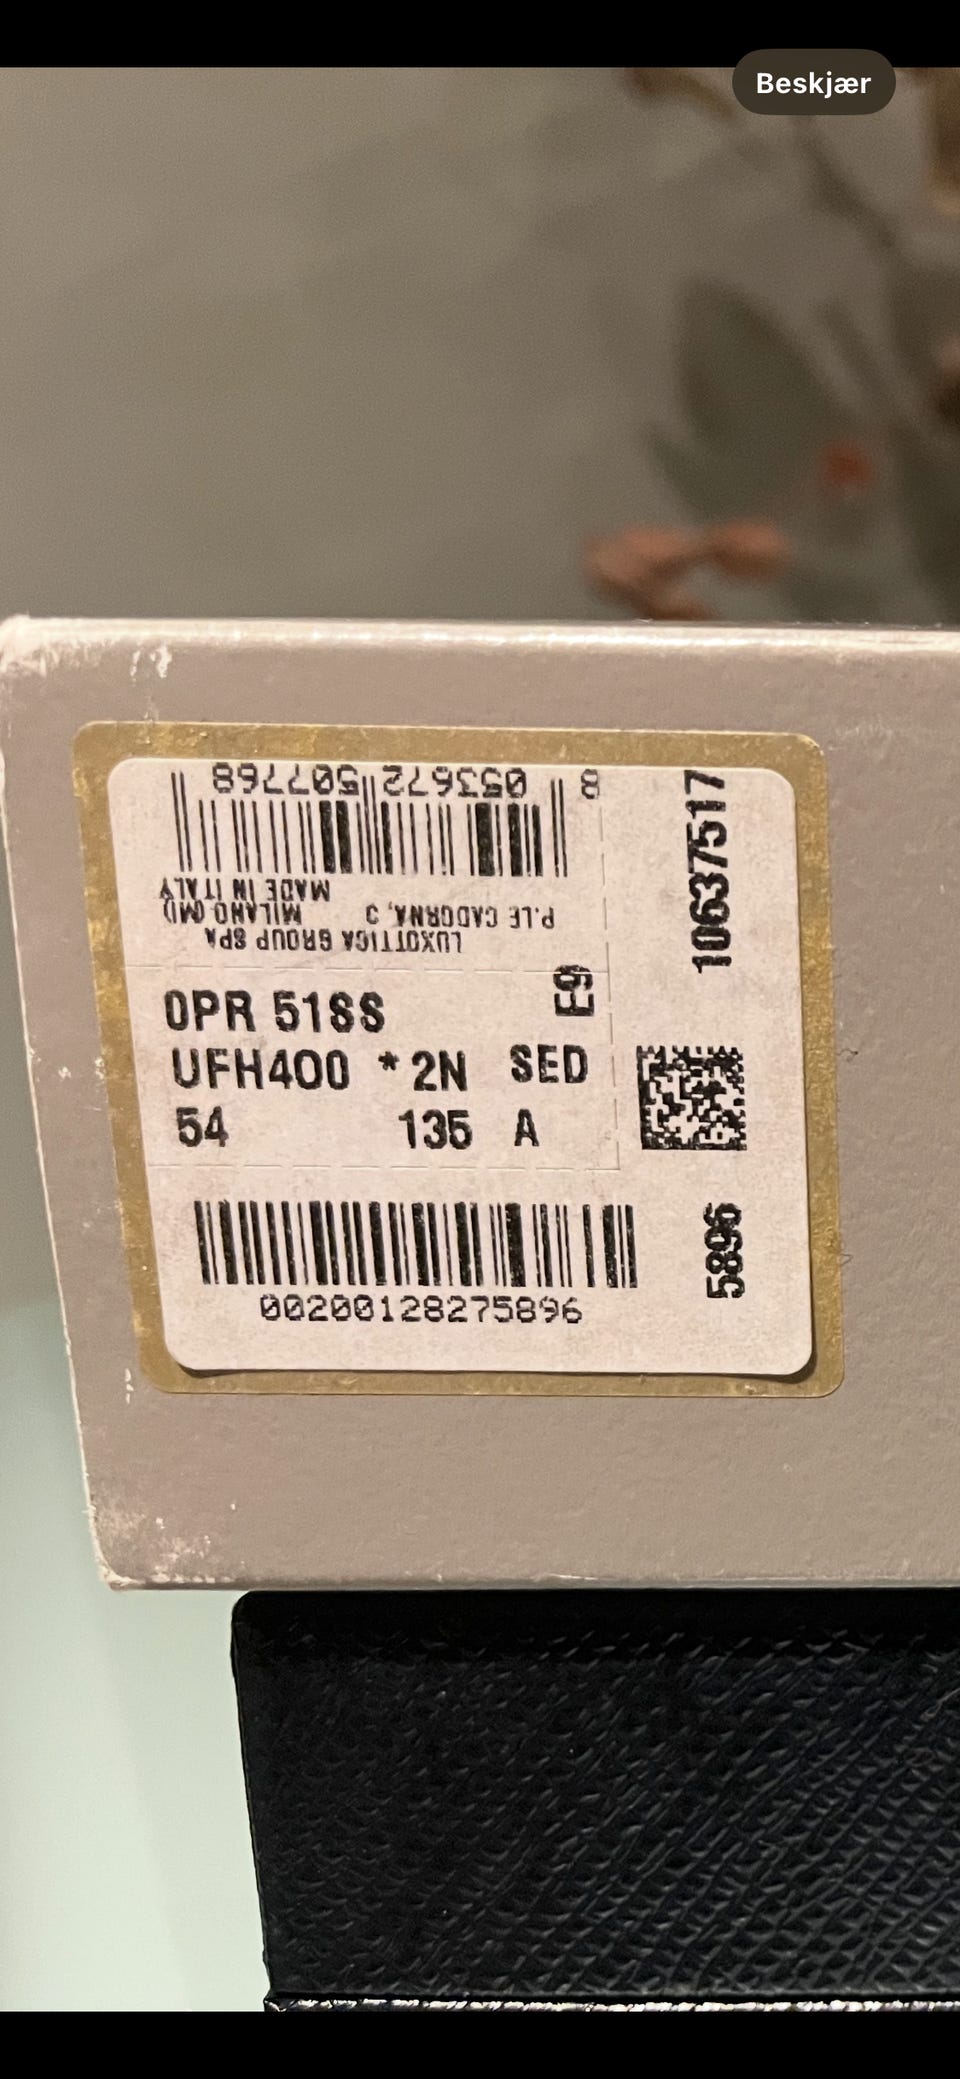 Beskjær
8 053672 507768
LUXOTTICA GROUP SPA
P.LE CADORNA, 3 MILANO (MI)
MADE IN ITALY
0PR 51SS E9
UFH400 * 2N SED
54 135 A
00200128275896
10637517
5896